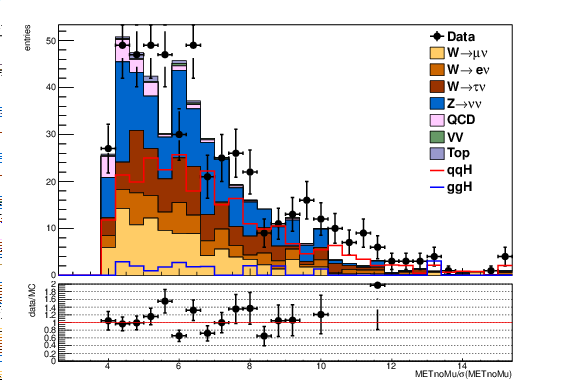 entries
50
40
30
20
10
0
Data
W→μν
W→ eν
W→τν
Z→νν
QCD
VV
Top
qqH
ggH
data/MC
2
1.8
1.6
1.4
1.2
1
0.8
0.6
0.4
0.2
0
4
6
8
10
12
14
METnoMu/σ(METnoMu)